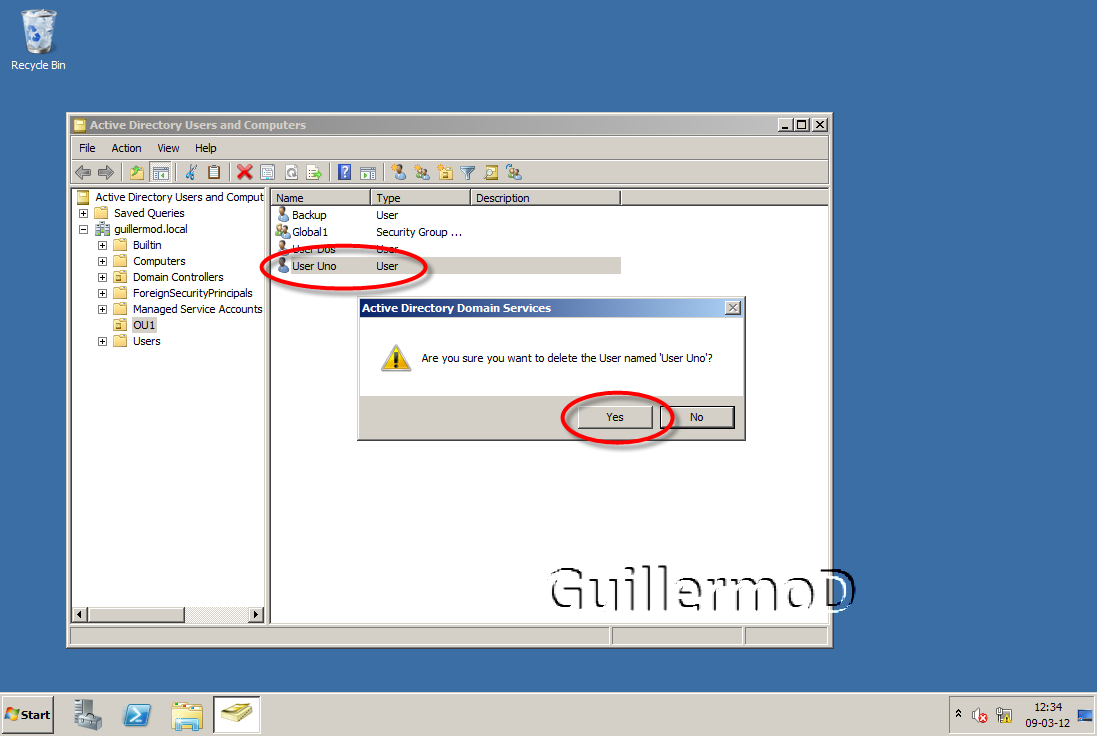 Recycle Bin
Active Directory Users and Computers
File Action View Help
Active Directory Users and Comput
Saved Queries
guillermod.local
Builtin
Computers
Domain Controllers
ForeignSecurityPrincipals
Managed Service Accounts
OU1
Users
Name Type Description
Backup User
Global1 Security Group ...
User Dos User
User Uno User
Active Directory Domain Services
Are you sure you want to delete the User named 'User Uno'?
Yes No
GuillermoD
Start
12:34
09-03-12